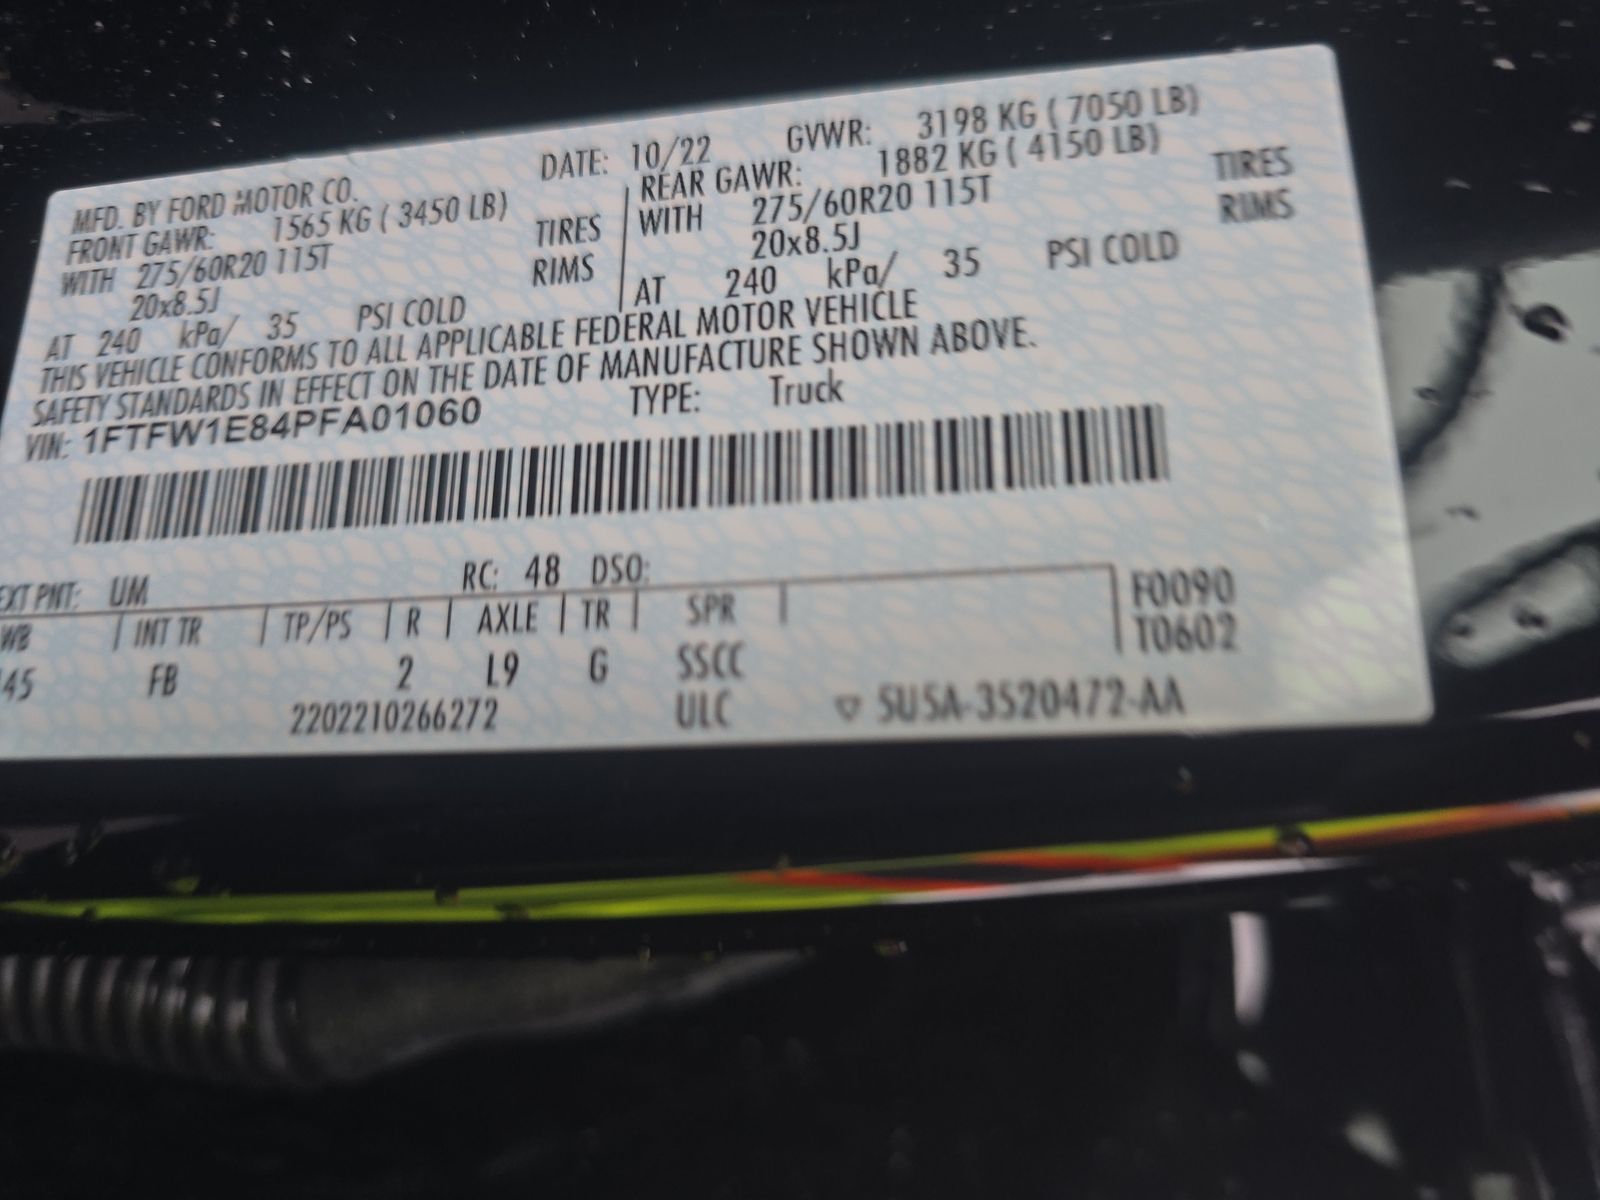 MFD. BY FORD MOTOR CO.
DATE: 10/22 GVWR: 3198 KG ( 7050 LB)
FRONT GAWR: 1565 KG ( 3450 LB)
WITH 275/60R20 115T TIRES
20x8.5J RIMS
AT 240 kPa/ 35 PSI COLD
REAR GAWR: 1882 KG ( 4150 LB)
WITH 275/60R20 115T TIRES
20x8.5J RIMS
AT 240 kPa/ 35 PSI COLD
THIS VEHICLE CONFORMS TO ALL APPLICABLE FEDERAL MOTOR VEHICLE
SAFETY STANDARDS IN EFFECT ON THE DATE OF MANUFACTURE SHOWN ABOVE.
VIN: 1FTFW1E84PFA01060 TYPE: Truck
EXT PNT: UM RC: 48 DSO:
WB | INT TR | TP/PS | R | AXLE | TR | SPR | F0090
T0602
45 FB 2 L9 G SSCC
2202210266272 ULC ▽ 5U5A-3520472-AA